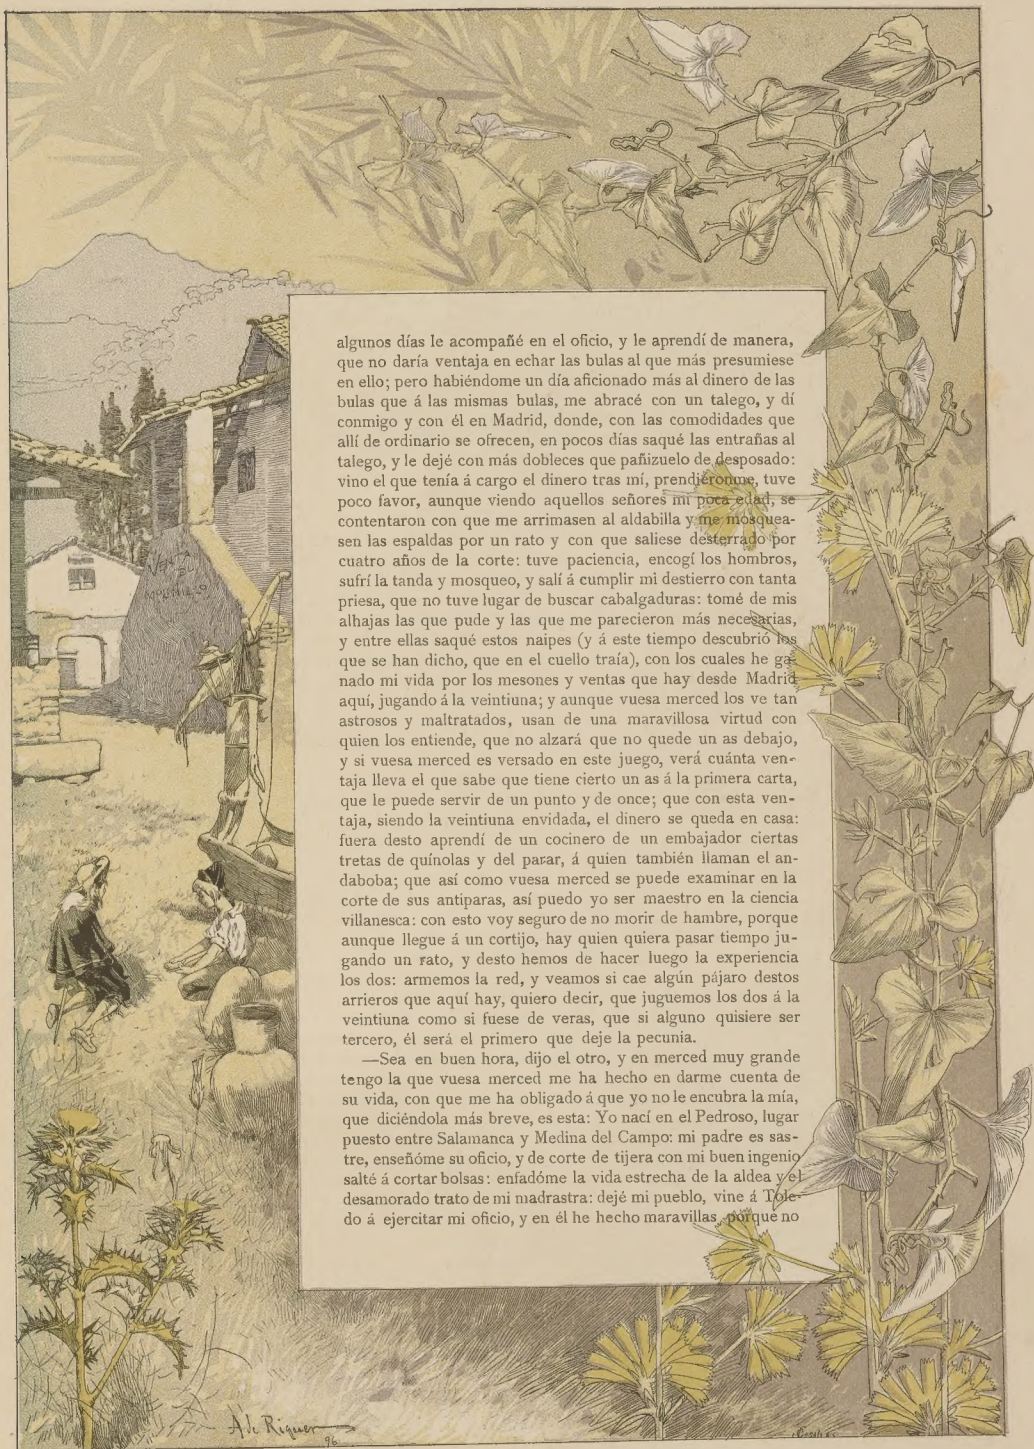 algunos días le acompañé en el oficio, y le aprendí de manera,
que no daría ventaja en echar las bulas al que más presumiese
en ello; pero habiéndome un día aficionado más al dinero de las
bulas que á las mismas bulas, me abracé con un talego, y dí
conmigo y con él en Madrid, donde, con las comodidades que
allí de ordinario se ofrecen, en pocos días saqué las entrañas al
talego, y le dejé con más dobleces que pañizuelo de desposado:
vino el que tenía á cargo el dinero tras mí, prendiéronme, tuve
poco favor, aunque viendo aquellos señores mi poca edad, se
contentaron con que me arrimasen al aldabilla y me mosquea-
sen las espaldas por un rato y con que saliese desterrado por
cuatro años de la corte: tuve paciencia, encogí los hombros,
sufrí la tanda y mosqueo, y salí á cumplir mi destierro con tanta
priesa, que no tuve lugar de buscar cabalgaduras: tomé de mis
alhajas las que pude y las que me parecieron más necesarias,
y entre ellas saqué estos naipes (y á este tiempo descubrió los
que se han dicho, que en el cuello traía), con los cuales he ga-
nado mi vida por los mesones y ventas que hay desde Madrid
aquí, jugando á la veintiuna; y aunque vuesa merced los ve tan
astrosos y maltratados, usan de una maravillosa virtud con
quien los entiende, que no alzará que no quede un as debajo,
y si vuesa merced es versado en este juego, verá cuánta ven-
taja lleva el que sabe que tiene cierto un as á la primera carta,
que le puede servir de un punto y de once; que con esta ven-
taja, siendo la veintiuna envidada, el dinero se queda en casa:
fuera desto aprendí de un cocinero de un embajador ciertas
tretas de quínolas y del parar, á quien también llaman el an-
daboba; que así como vuesa merced se puede examinar en la
corte de sus antiparas, así puedo yo ser maestro en la ciencia
villanesca: con esto voy seguro de no morir de hambre, porque
aunque llegue á un cortijo, hay quien quiera pasar tiempo ju-
gando un rato, y desto hemos de hacer luego la experiencia
los dos: armemos la red, y veamos si cae algún pájaro destos
arrieros que aquí hay, quiero decir, que juguemos los dos á la
veintiuna como si fuese de veras, que si alguno quisiere ser
tercero, él será el primero que deje la pecunia.
—Sea en buen hora, dijo el otro, y en merced muy grande
tengo la que vuesa merced me ha hecho en darme cuenta de
su vida, con que me ha obligado á que yo no le encubra la mía,
que diciéndola más breve, es esta: Yo nací en el Pedroso, lugar
puesto entre Salamanca y Medina del Campo: mi padre es sas-
tre, enseñóme su oficio, y de corte de tijera con mi buen ingenio
salté á cortar bolsas: enfadóme la vida estrecha de la aldea y el
desamorado trato de mi madrastra: dejé mi pueblo, vine á Tole-
do á ejercitar mi oficio, y en él he hecho maravillas, porque no
VENTA
DEL
MOLINILLO
A de Riquer
96